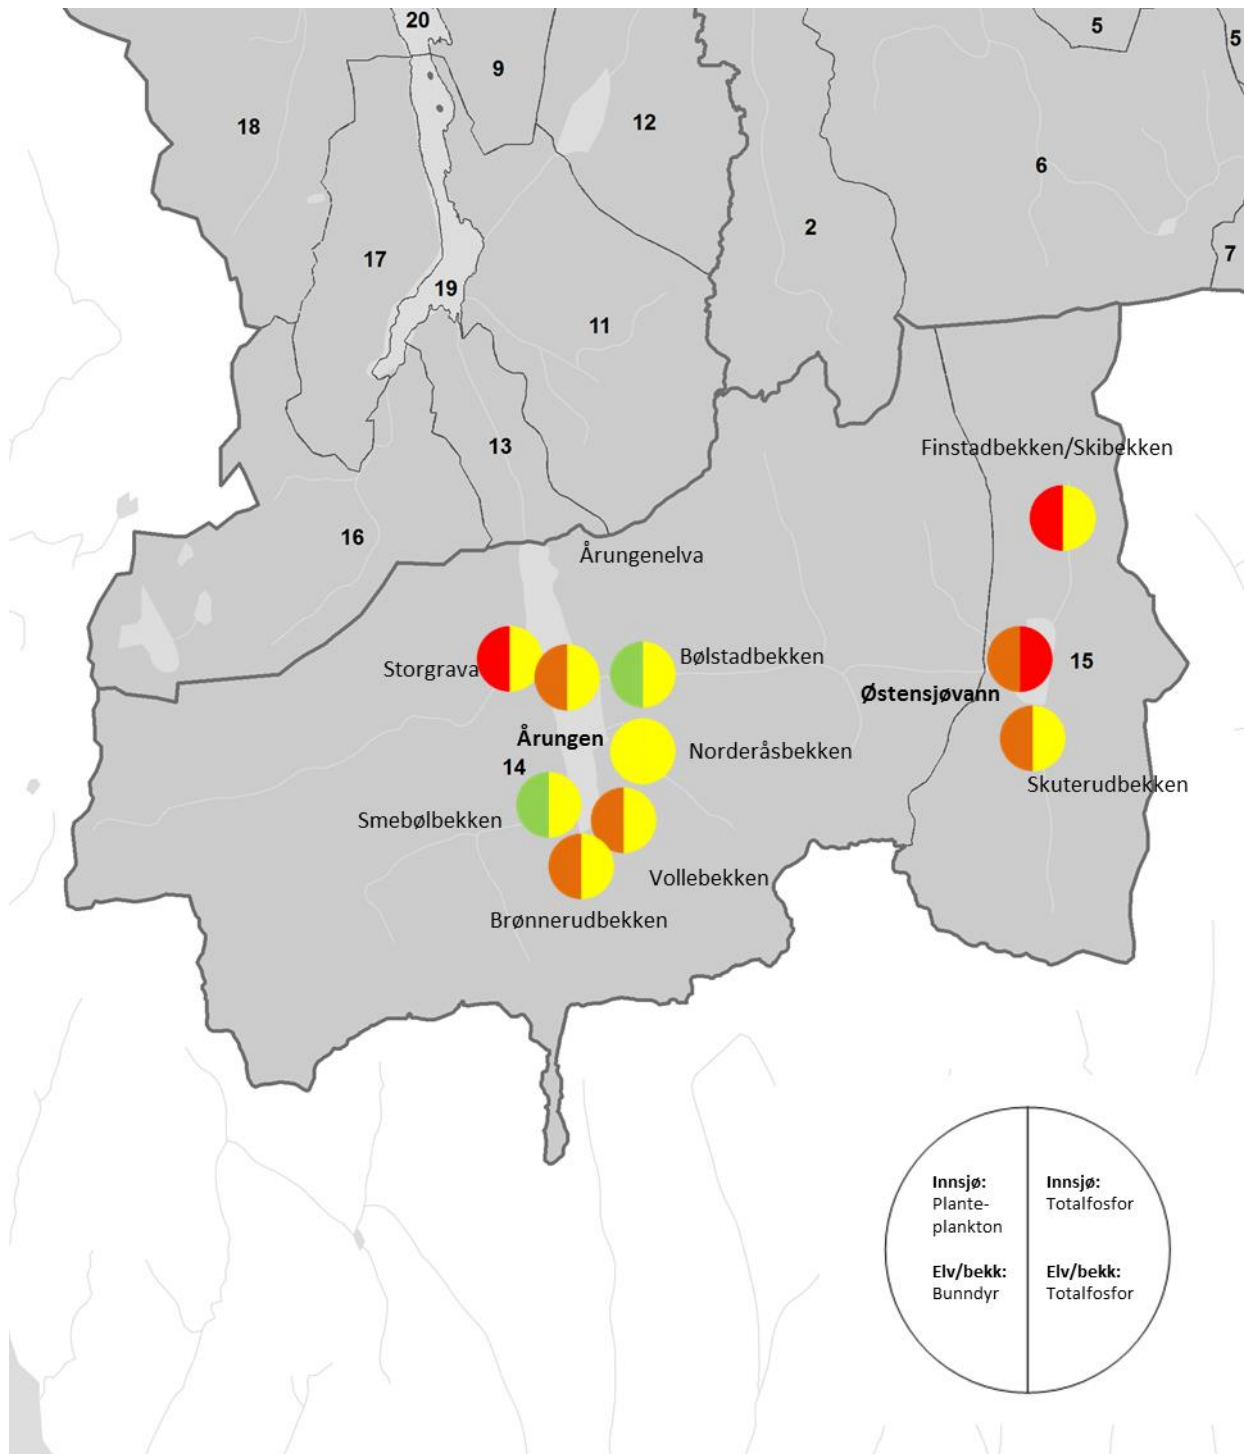 20
5
5
9
12
18
6
2
7
17
19
11
13
Finstadbekken/Skibekken
16
Årungenelva
Bølstadbekken
Storgrava
15
Østensjøvann
Årungen
Norderåsbekken
14
Skuterudbekken
Smebølbekken
Vollebekken
Brønnerudbekken
Innsjø:
Plante-
plankton
Elv/bekk:
Bunndyr
Innsjø:
Totalfosfor
Elv/bekk:
Totalfosfor